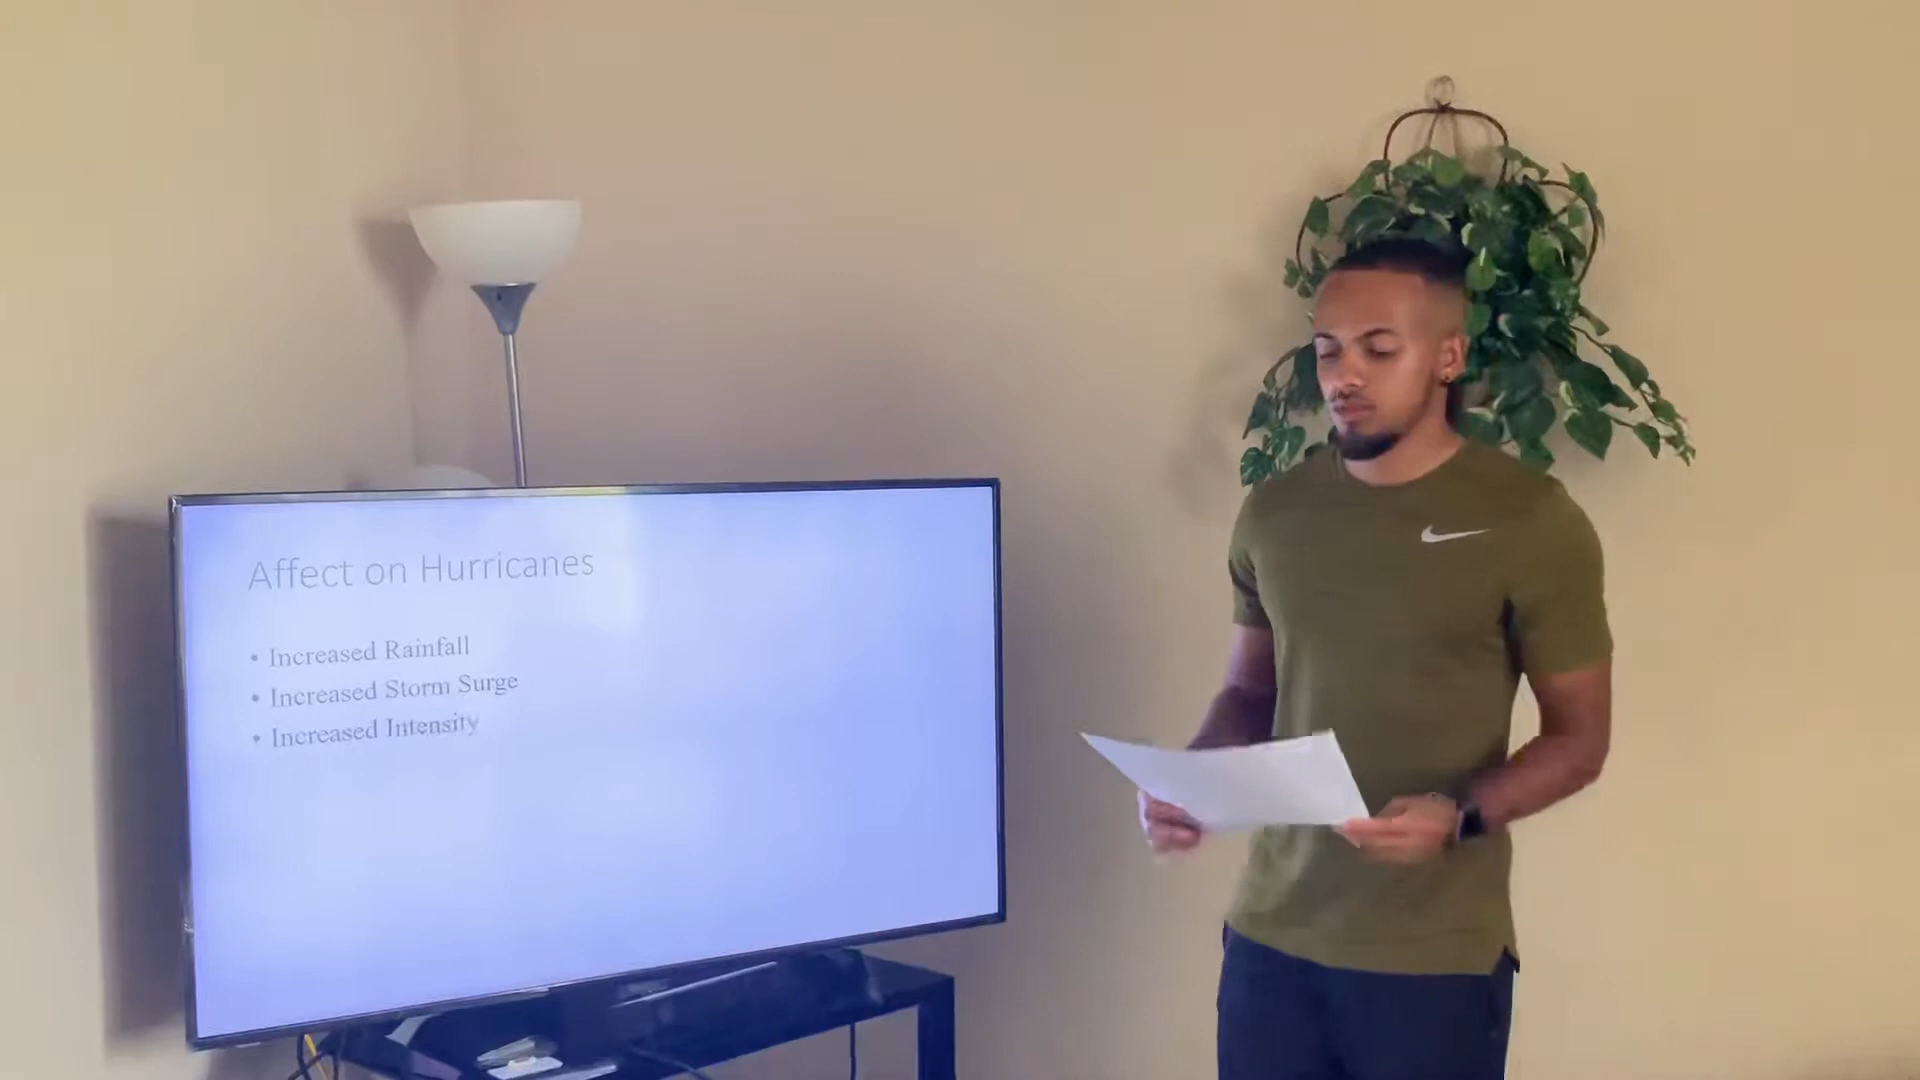 Affect on Hurricanes
• Increased Rainfall
• Increased Storm Surge
• Increased Intensity